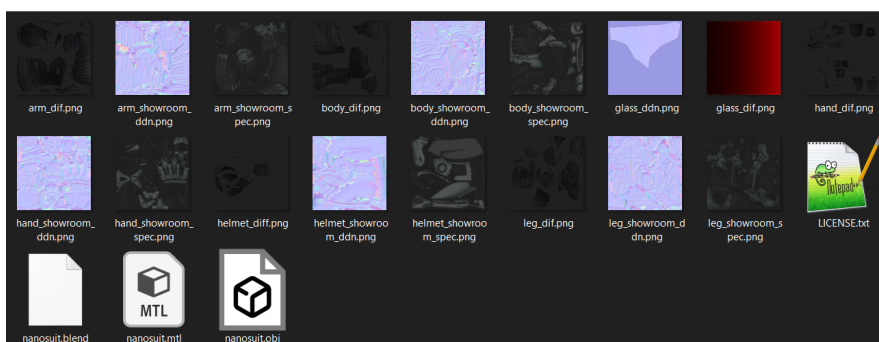 arm_dif.png
arm_showroom_
ddn.png
arm_showroom_s
pec.png
body_dif.png
body_showroom_
ddn.png
body_showroom_
spec.png
glass_ddn.png
glass_dif.png
hand_dif.png
hand_showroom_
ddn.png
hand_showroom_
spec.png
helmet_diff.png
helmet_showroo
m_ddn.png
helmet_showroo
m_spec.png
leg_dif.png
leg_showroom_d
dn.png
leg_showroom_s
pec.png
Notepad++
LICENSE.txt
MTL
nanosuit.blend
nanosuit.mtl
nanosuit.obj